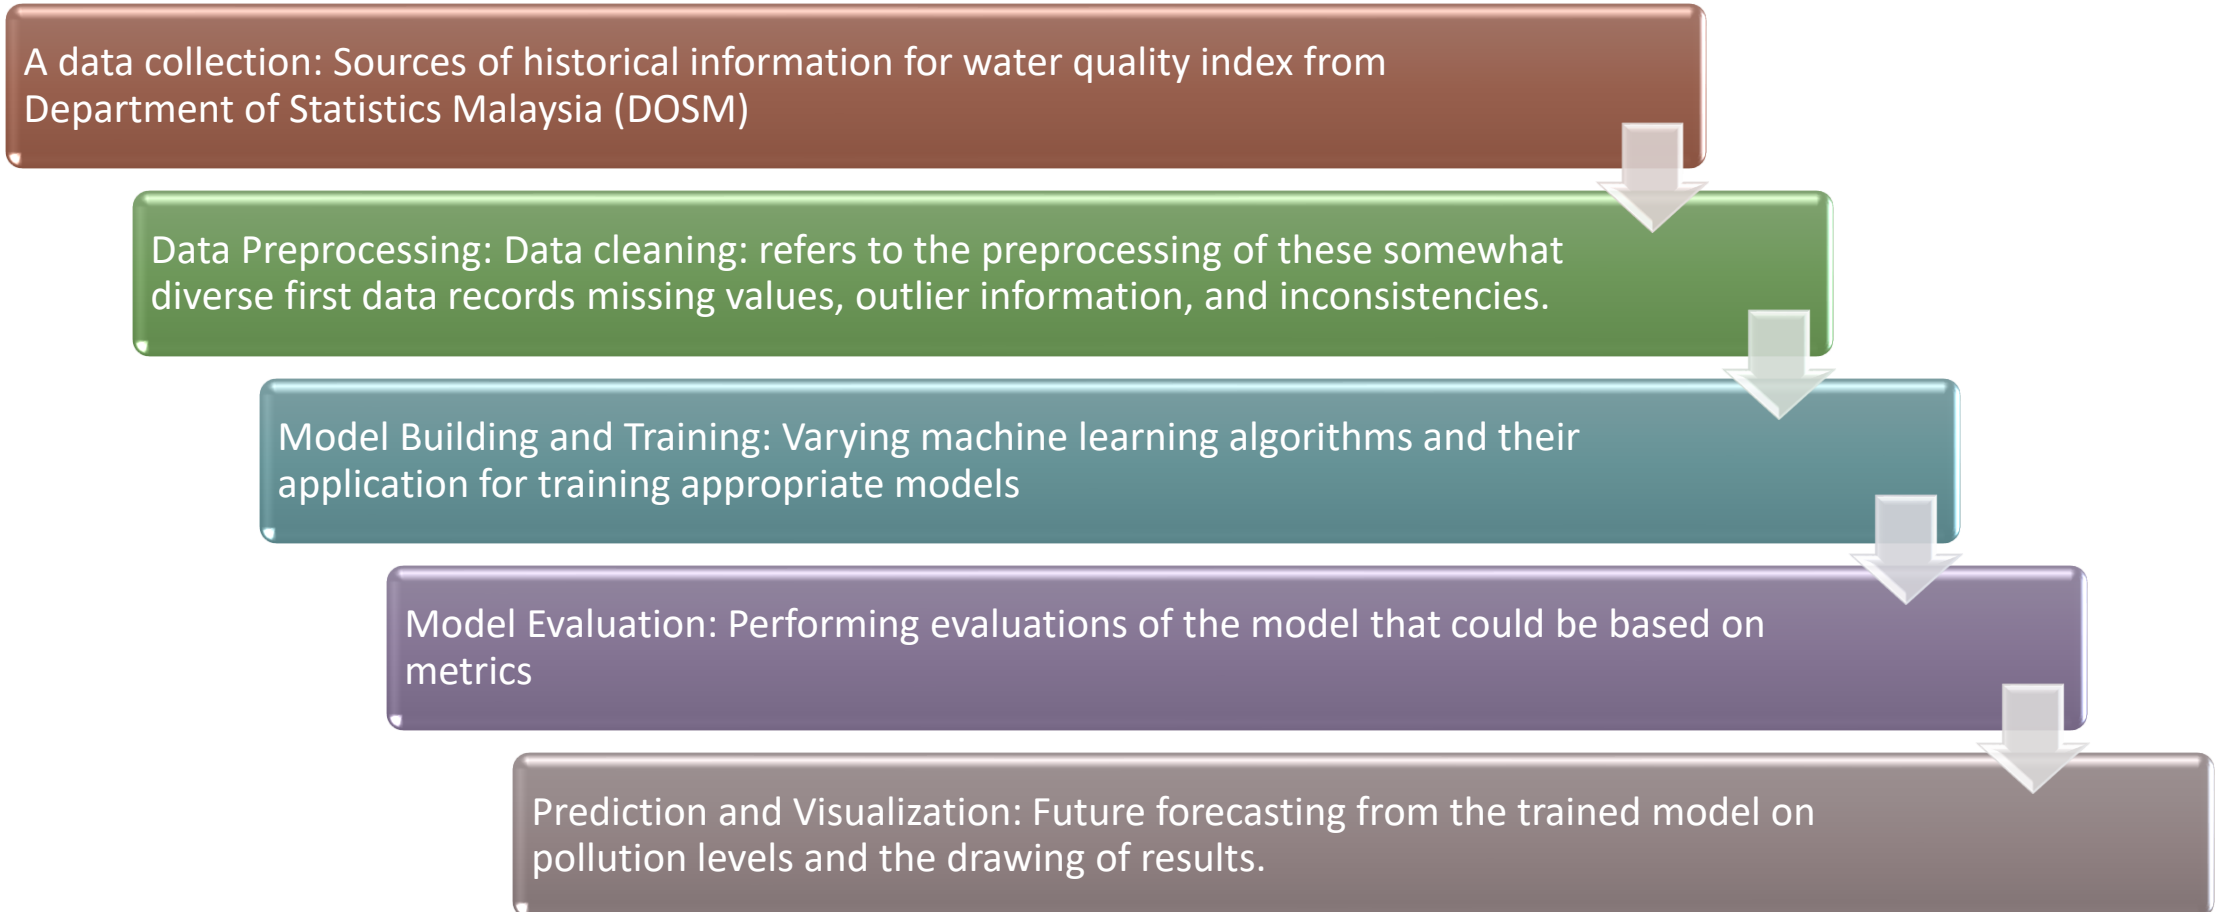 A data collection: Sources of historical information for water quality index from
Department of Statistics Malaysia (DOSM)
Data Preprocessing: Data cleaning: refers to the preprocessing of these somewhat
diverse first data records missing values, outlier information, and inconsistencies.
Model Building and Training: Varying machine learning algorithms and their
application for training appropriate models
Model Evaluation: Performing evaluations of the model that could be based on
metrics
Prediction and Visualization: Future forecasting from the trained model on
pollution levels and the drawing of results.